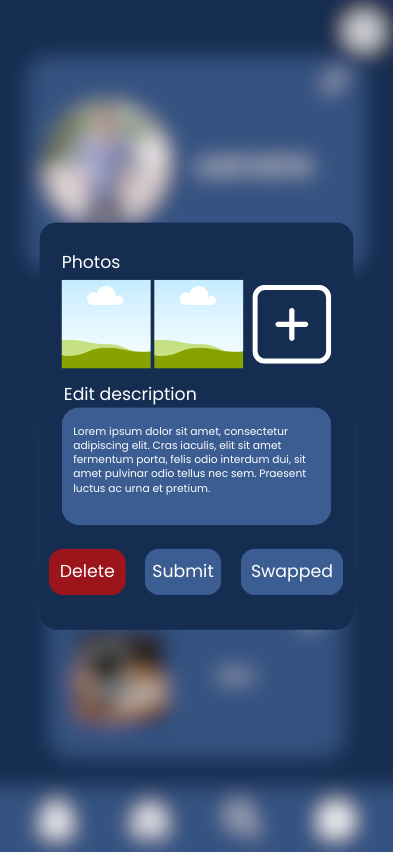 Photos
Edit description
Lorem ipsum dolor sit amet, consectetur
adipiscing elit. Cras iaculis, elit sit amet
fermentum porta, felis odio interdum dui, sit
amet pulvinar odio tellus nec sem. Praesent
luctus ac urna et pretium.
Delete Submit Swapped